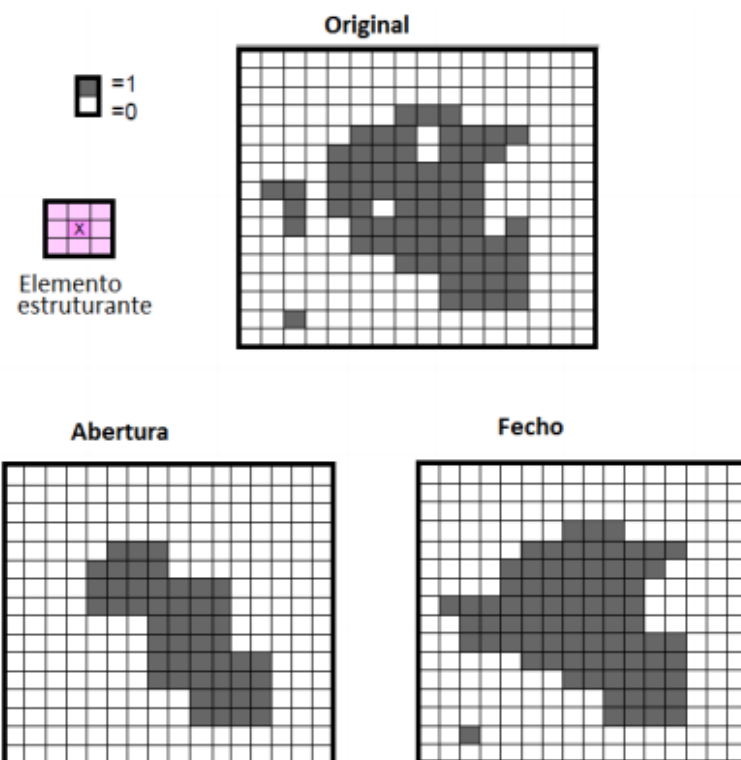 Original
=1
=0
X
Elemento
estruturante
Abertura
Fecho